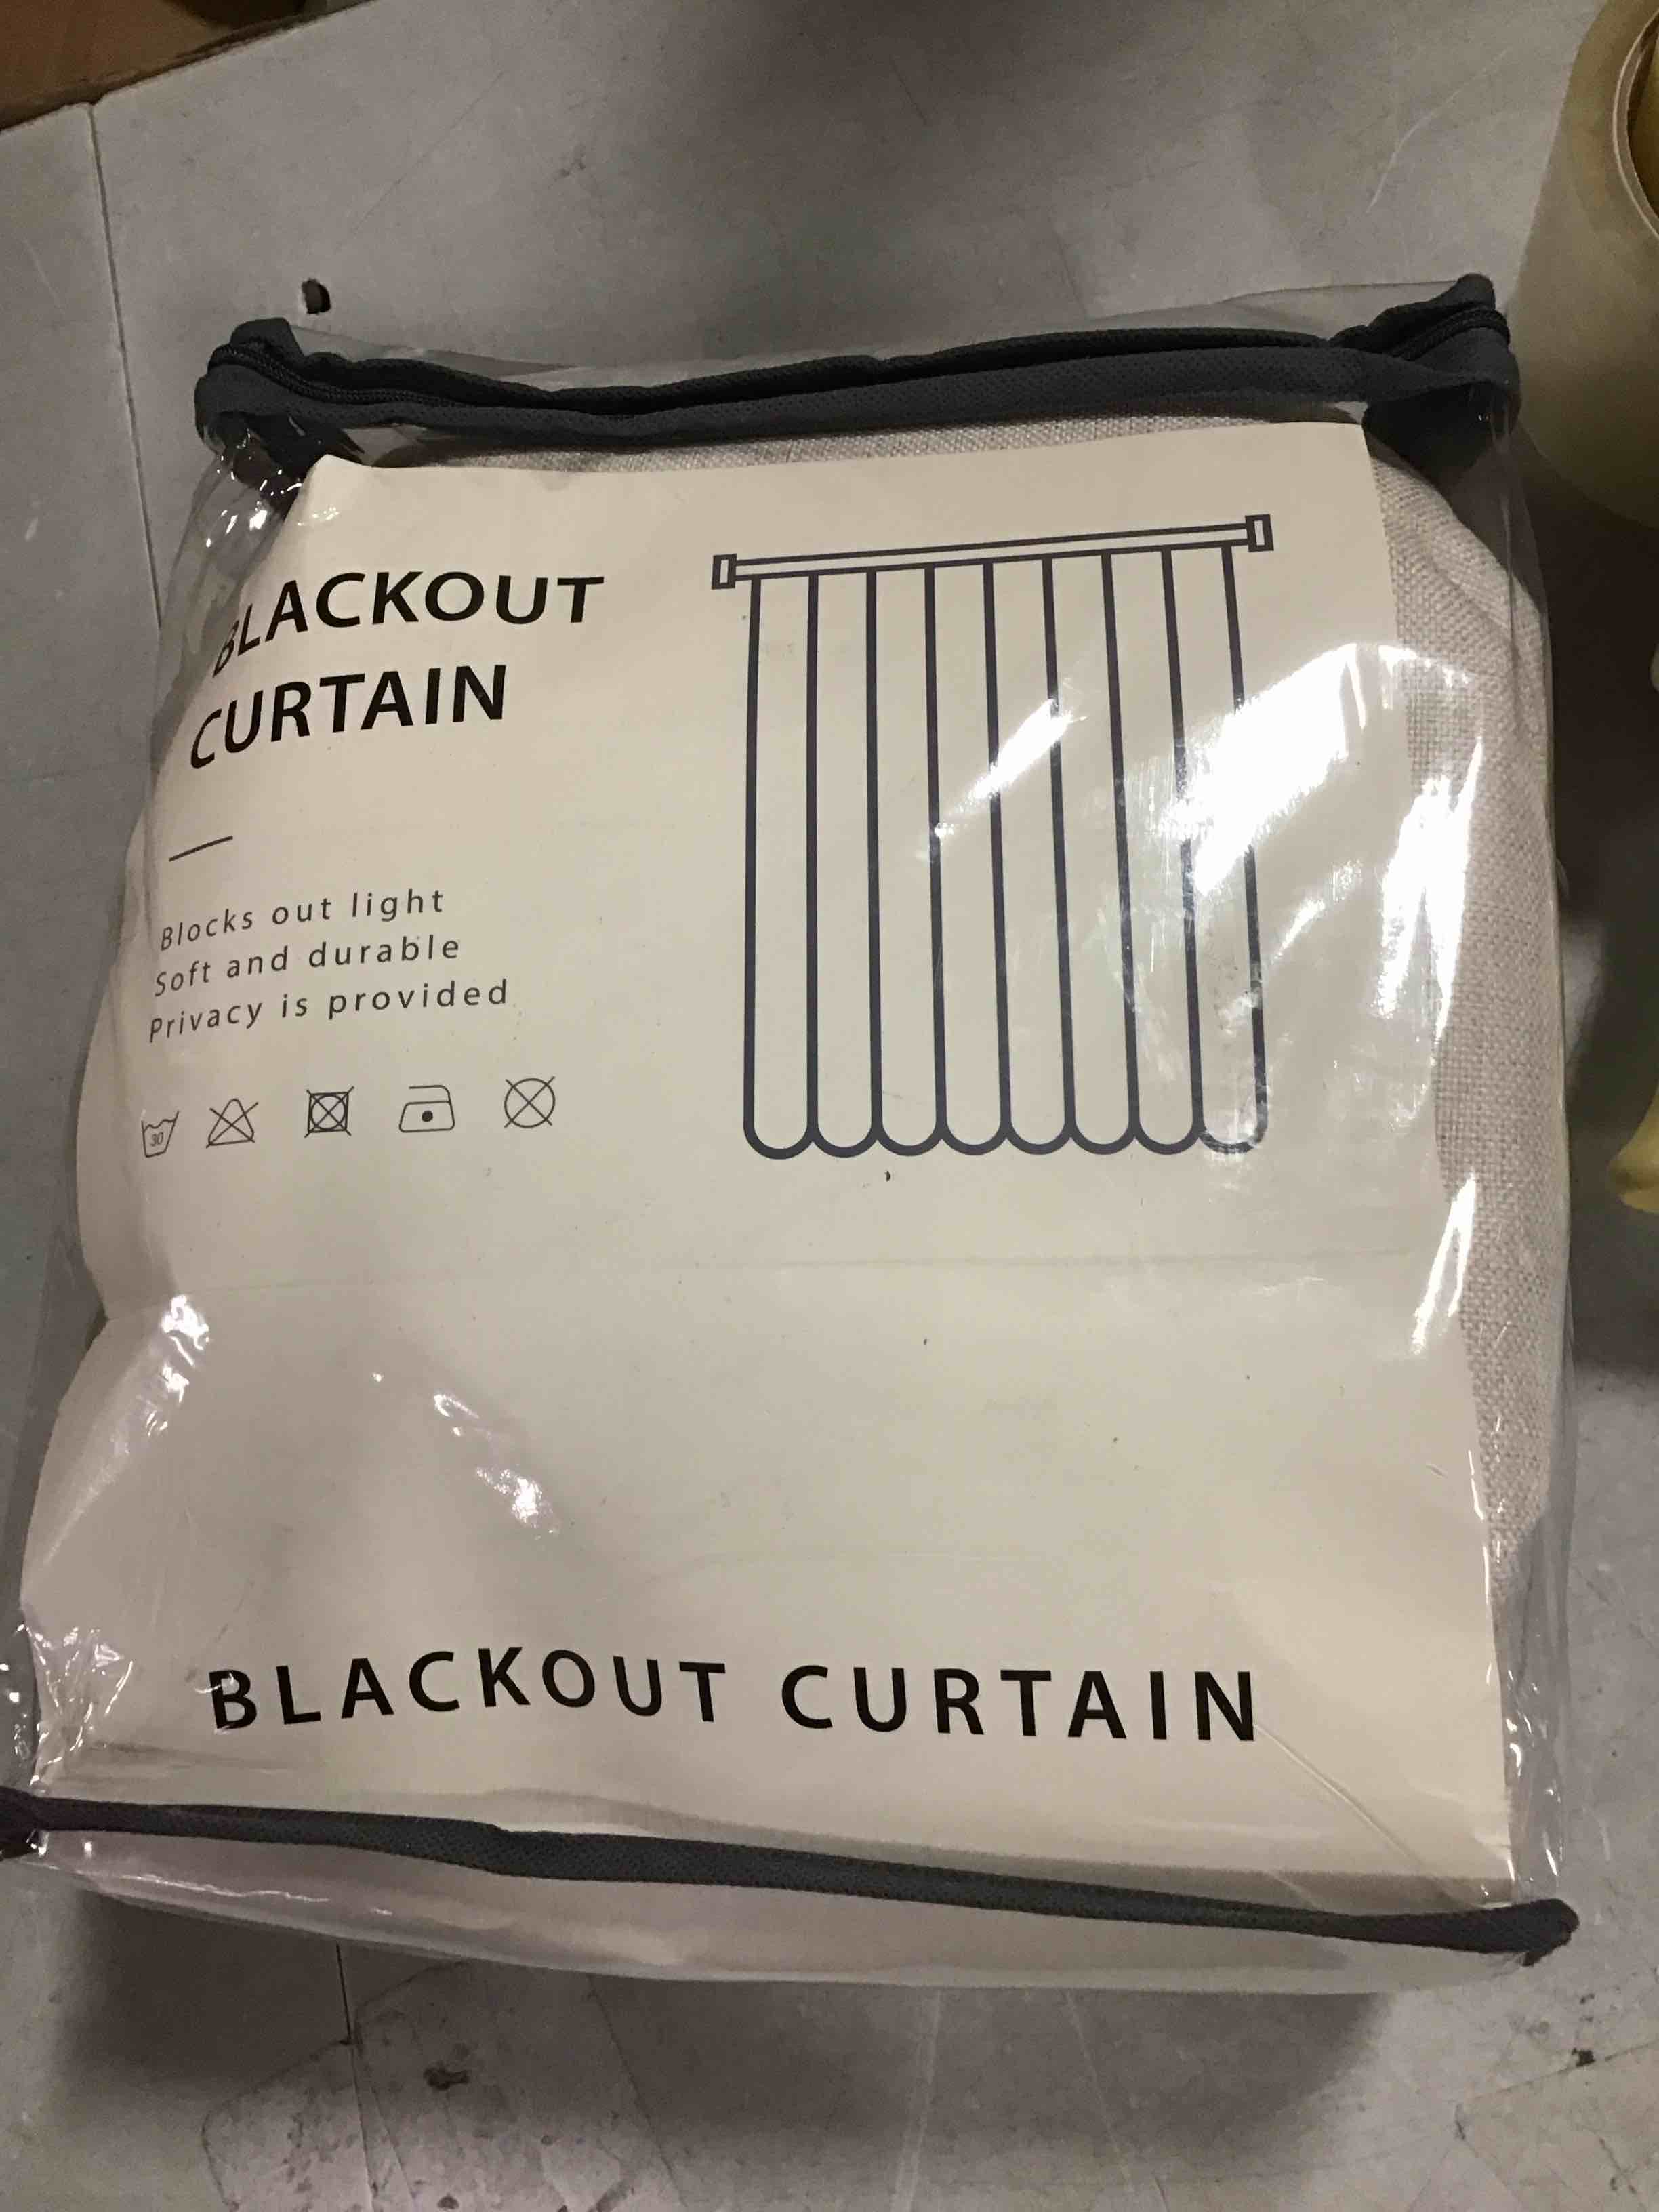 BLACKOUT
CURTAIN
Blocks out light
Soft and durable
Privacy is provided
30
BLACKOUT CURTAIN